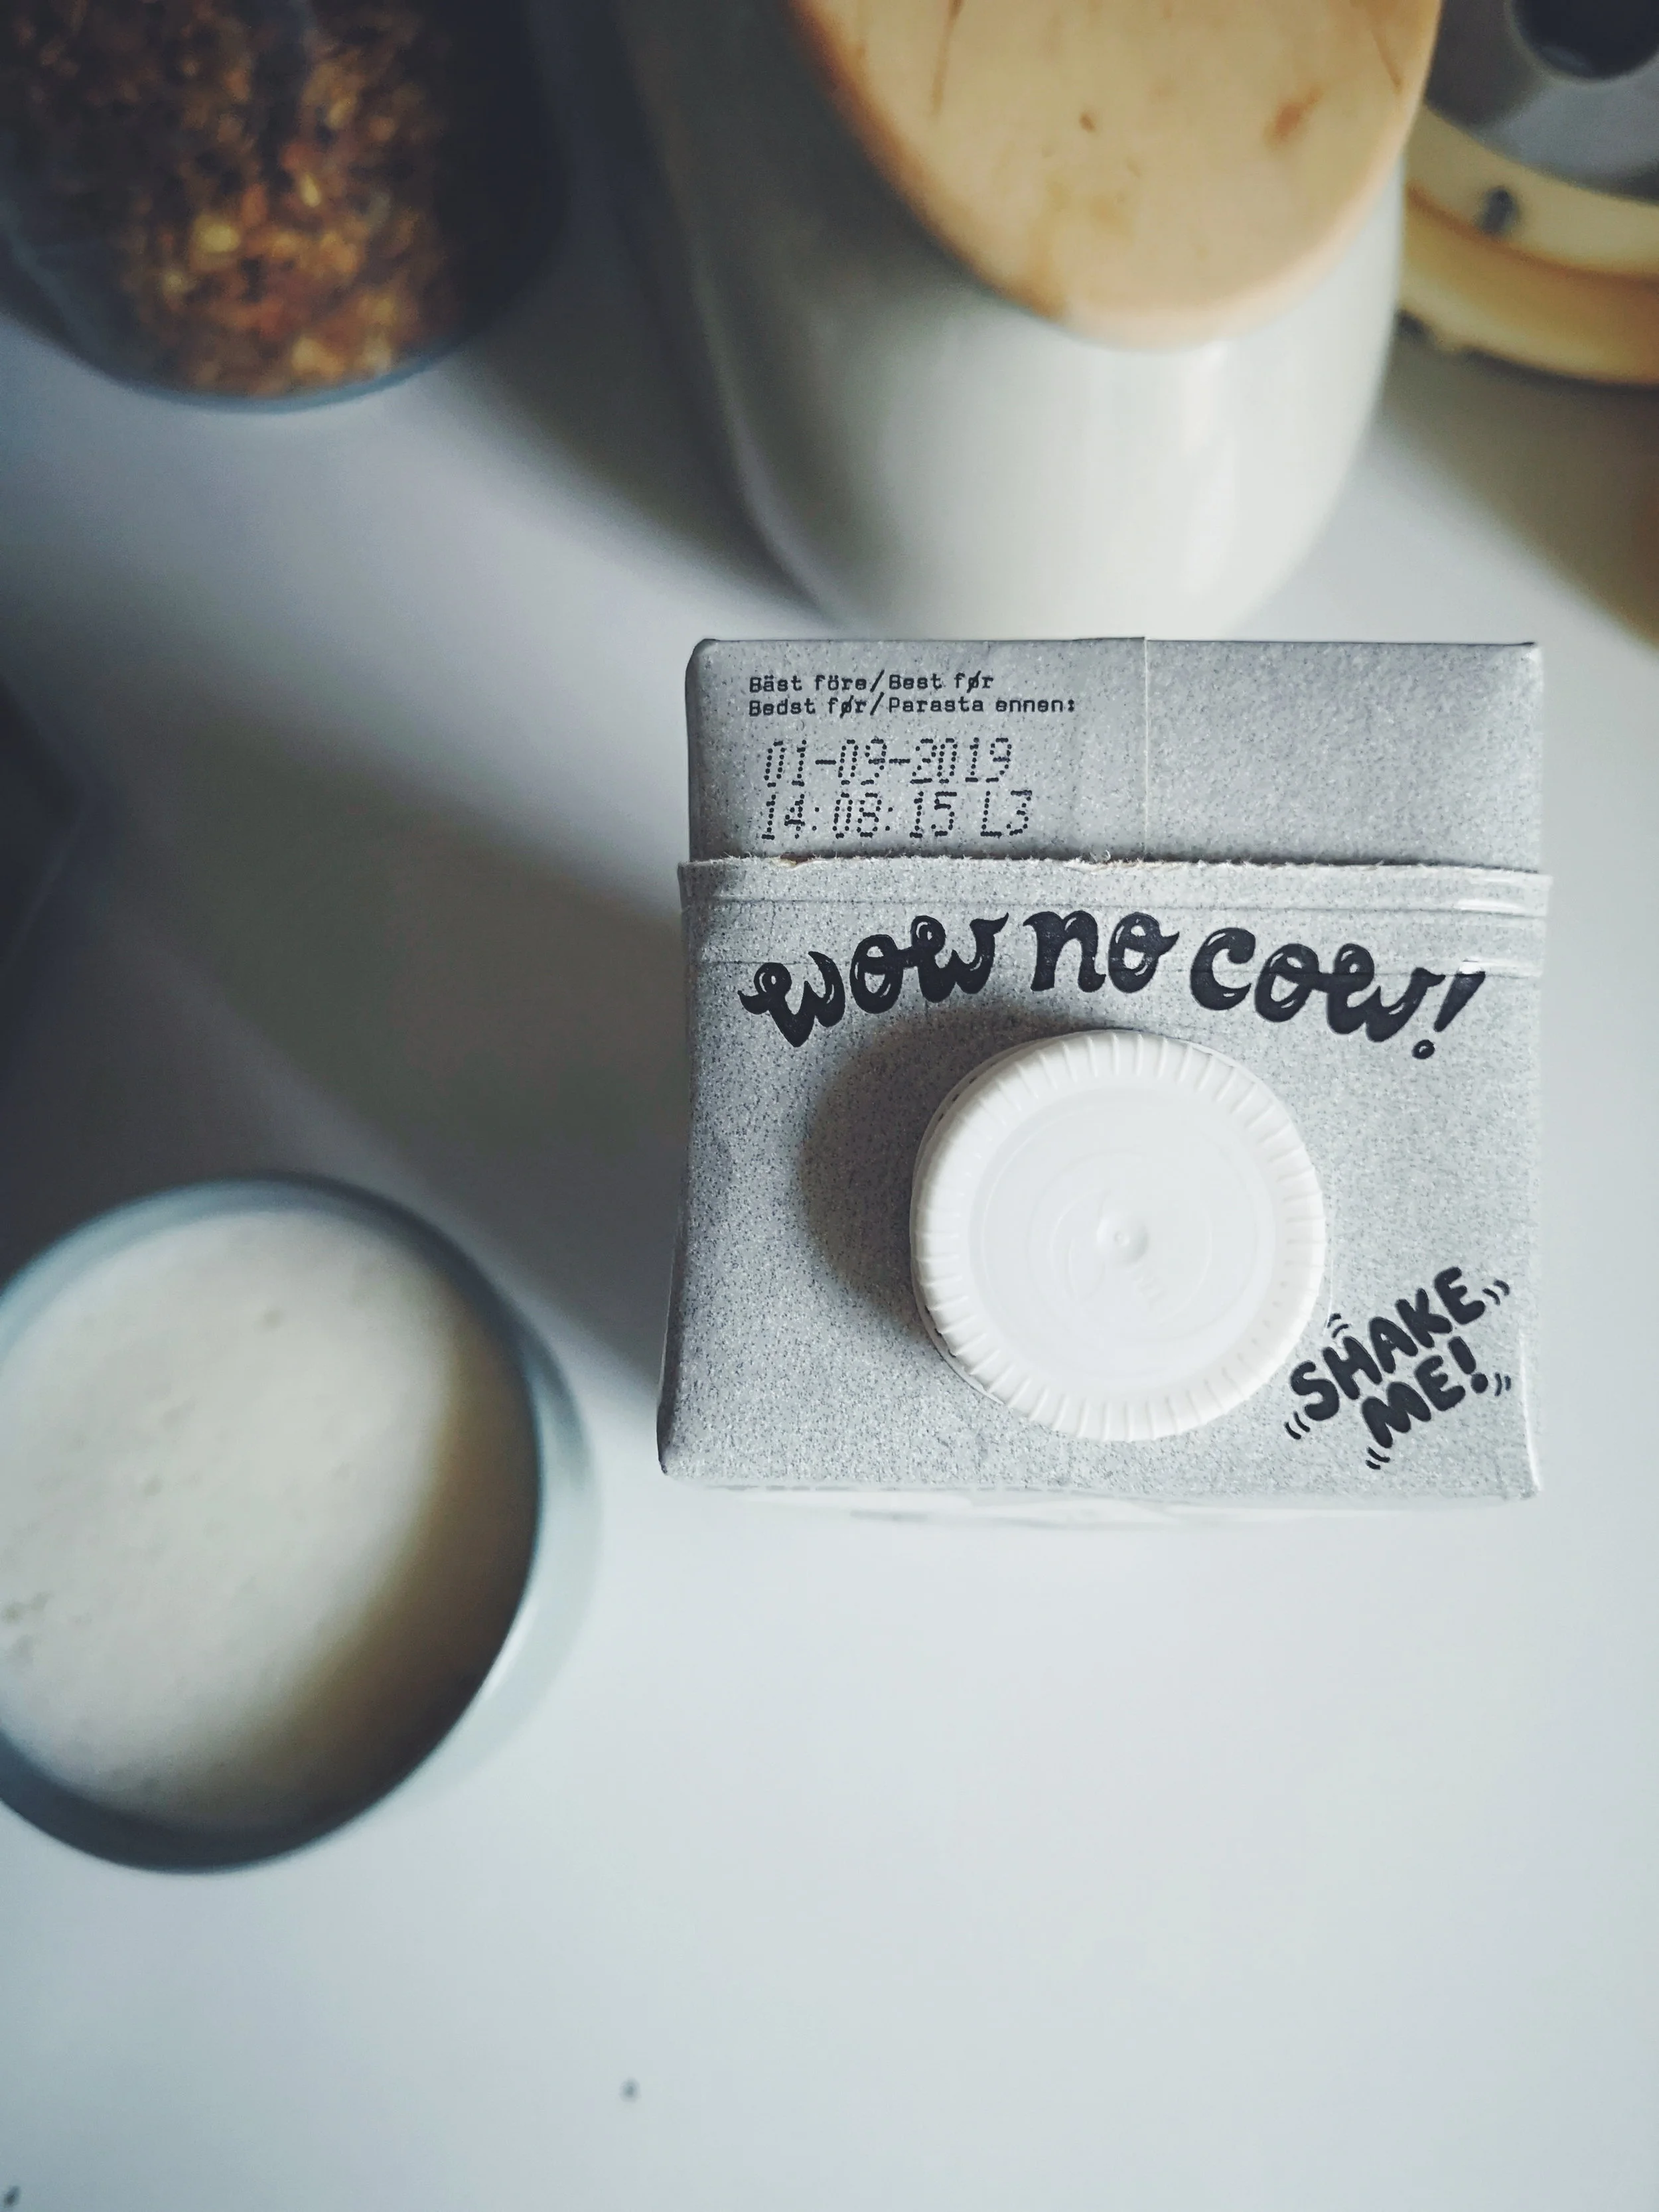 Bäst före/Best før
Bedst før/Parasta ennen:
01-09-2019
14:08:15 L3
wow no cow!
SHAKE
ME!